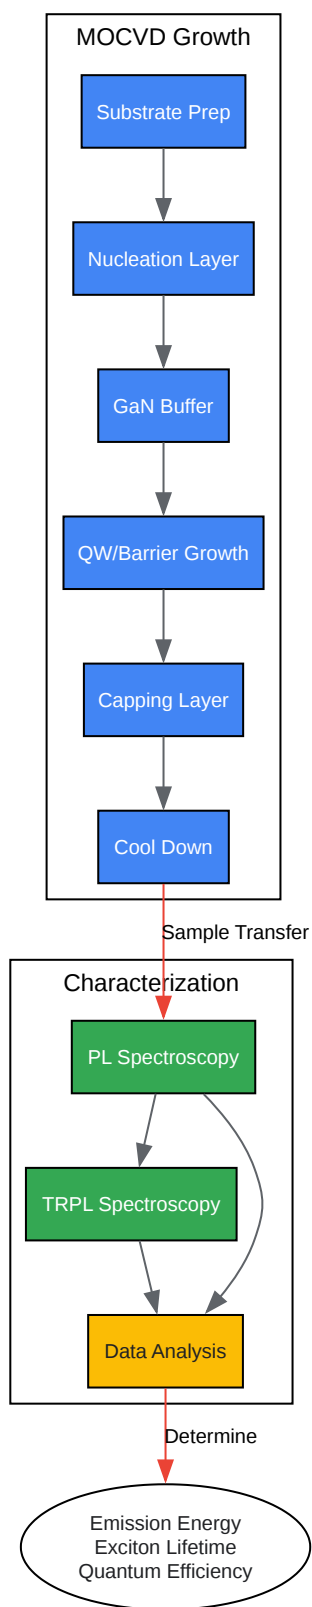 MOCVD Growth
Substrate Prep
Nucleation Layer
GaN Buffer
QW/Barrier Growth
Capping Layer
Cool Down
Sample Transfer
Characterization
PL Spectroscopy
TRPL Spectroscopy
Data Analysis
Determine
Emission Energy
Exciton Lifetime
Quantum Efficiency